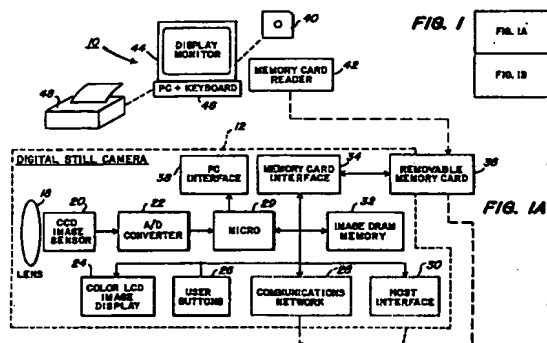 FIG. 1
FIG. 1A
FIG. 1B
10
44
DISPLAY
MONITOR
40
MEMORY CARD
READER
42
48
PC + KEYBOARD
46
12
DIGITAL STILL CAMERA
38
PC
INTERFACE
MEMORY CARD
INTERFACE
34
REMOVABLE
MEMORY CARD
36
FIG. 1A
18
LENS
20
CCD
IMAGE
SENSOR
22
A/D
CONVERTER
29
MICRO
32
IMAGE DRAM
MEMORY
24
COLOR LCD
IMAGE
DISPLAY
26
USER
BUTTONS
28
COMMUNICATIONS
NETWORK
30
HOST
INTERFACE